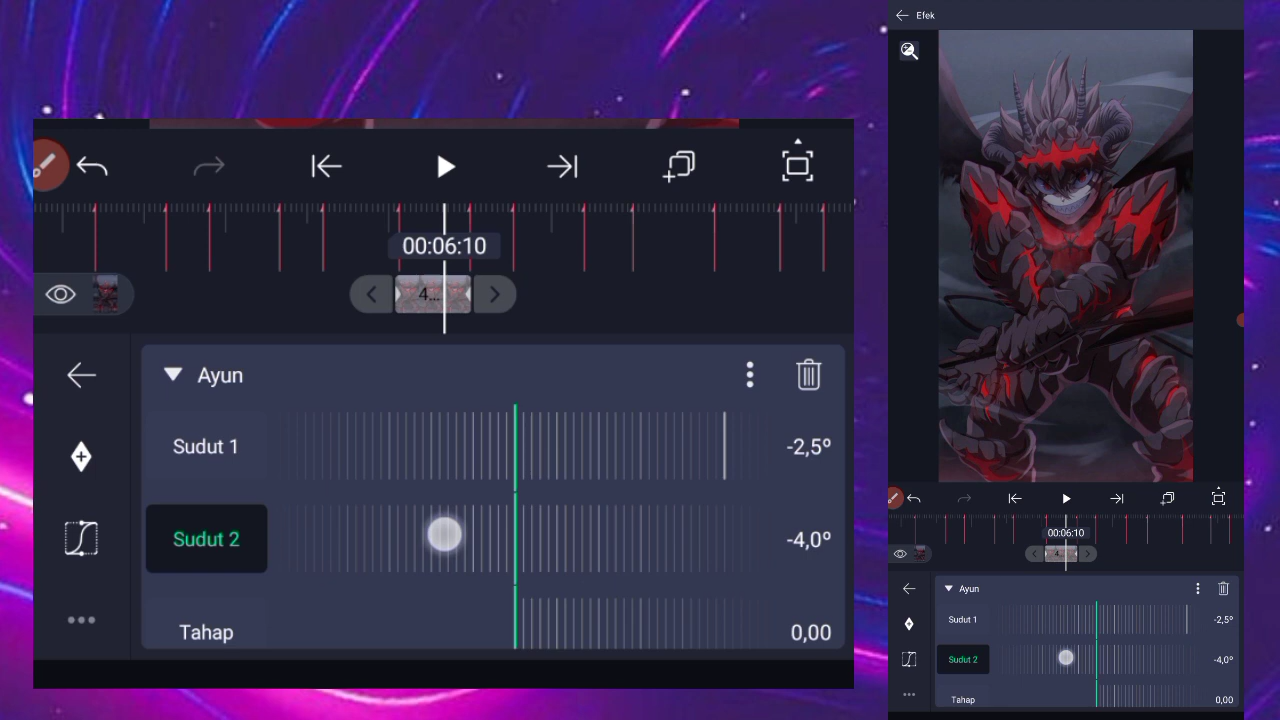 00:06:10
4...
Ayun
Sudut 1
-2,5º
Sudut 2
-4,0º
Tahap
0,00
Efek
00:06:10
4...
Ayun
Sudut 1
-2,5º
Sudut 2
-4,0º
Tahap
0,00